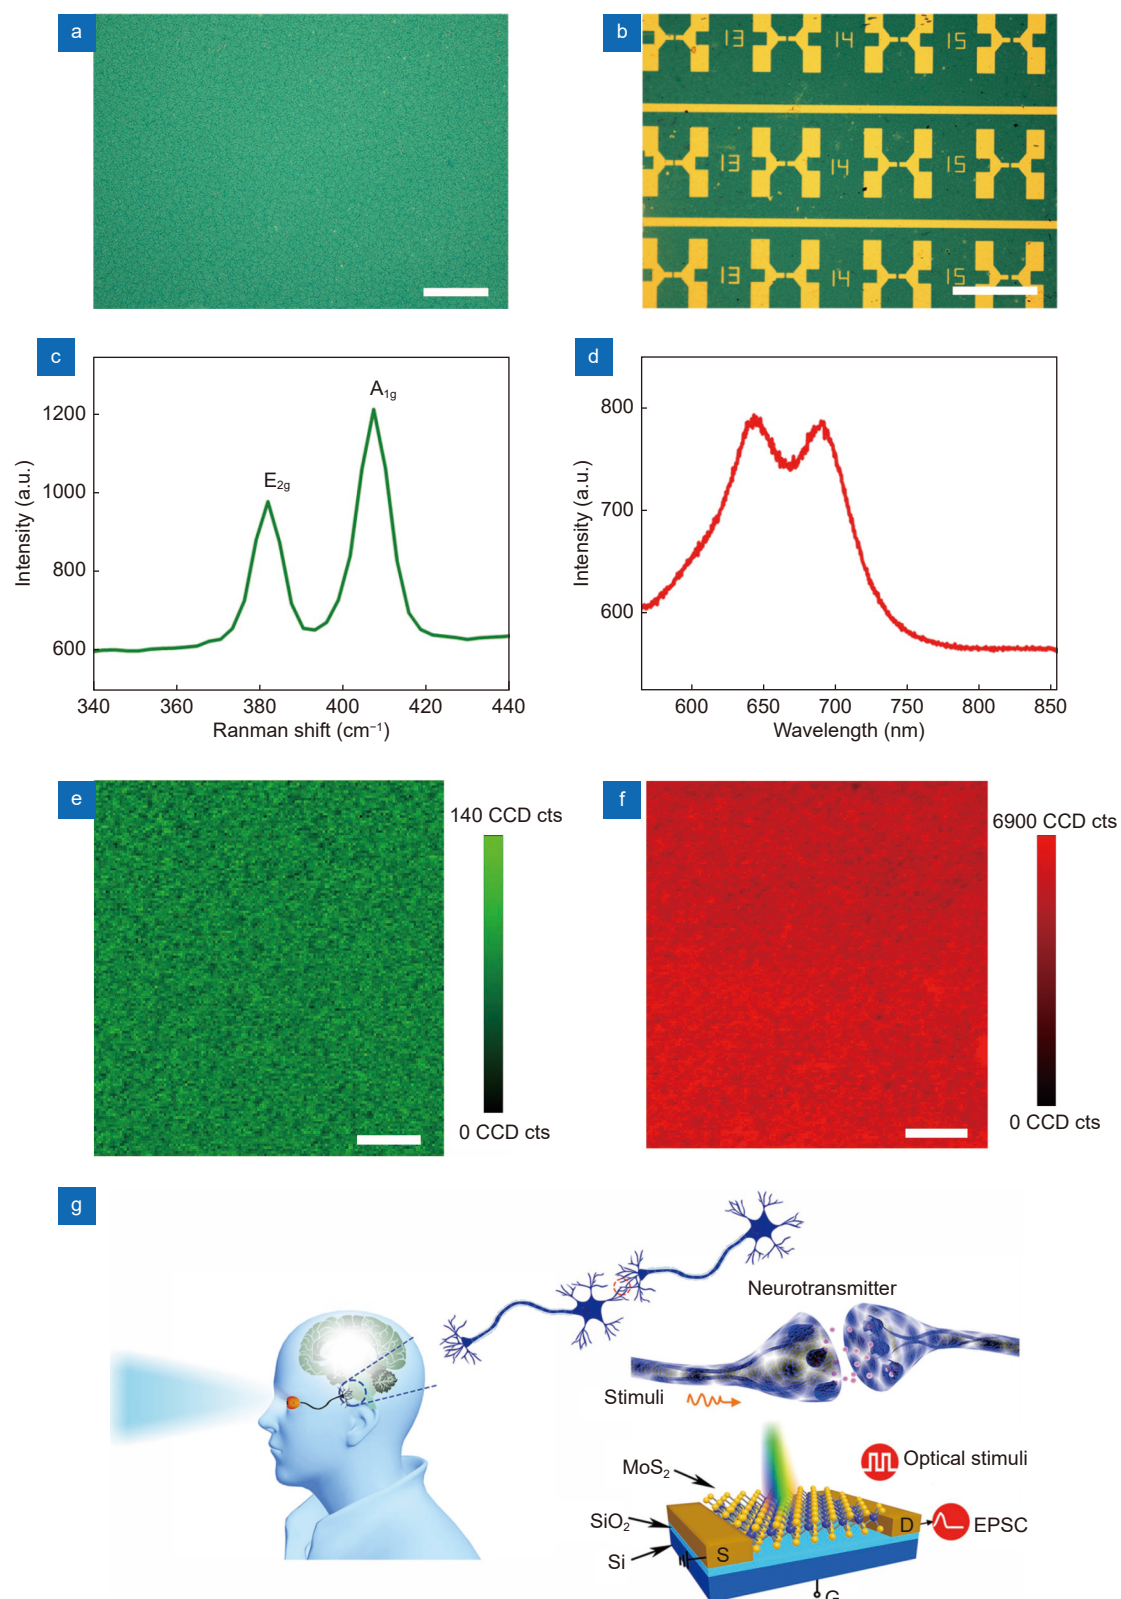 a
b
13 14 15
13 14 15
13 14 15
c
A1g
E2g
1200
1000
800
600
Intensity (a.u.)
340 360 380 400 420 440
Ranman shift (cm−1)
d
800
700
600
Intensity (a.u.)
600 650 700 750 800 850
Wavelength (nm)
e
140 CCD cts
0 CCD cts
f
6900 CCD cts
0 CCD cts
g
Neurotransmitter
Stimuli
Optical stimuli
MoS2
SiO2
D
EPSC
S
Si
G